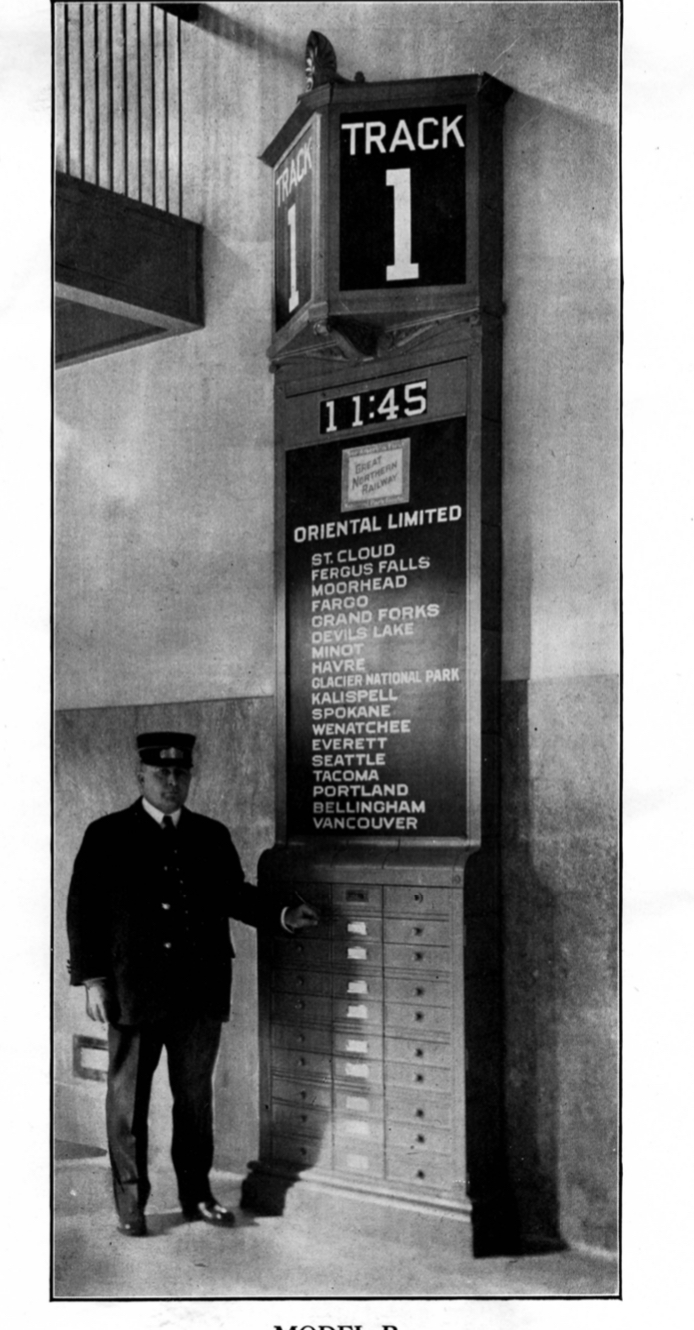 TRACK
1
TRACK
1
11:45
GREAT
NORTHERN
RAILWAY
ORIENTAL LIMITED
ST. CLOUD
FERGUS FALLS
MOORHEAD
FARGO
GRAND FORKS
DEVILS LAKE
MINOT
HAVRE
GLACIER NATIONAL PARK
KALISPELL
SPOKANE
WENATCHEE
EVERETT
SEATTLE
TACOMA
PORTLAND
BELLINGHAM
VANCOUVER
MODEL B